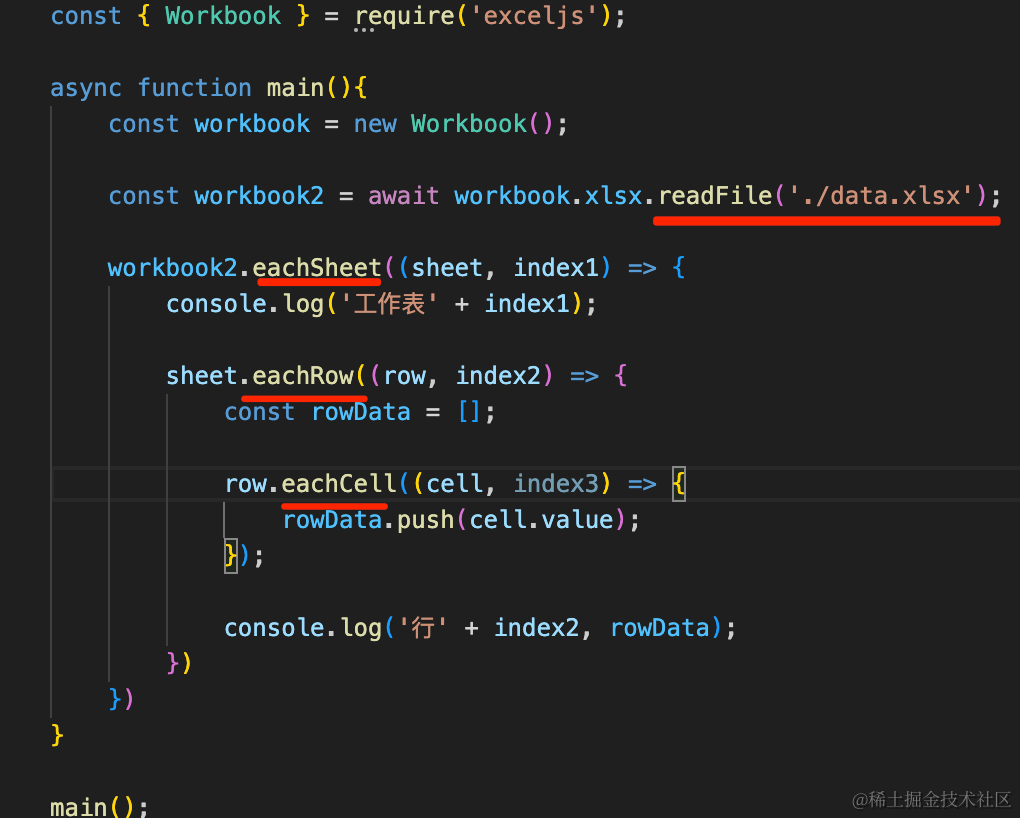 const { Workbook } = require('exceljs');
async function main(){
const workbook = new Workbook();
const workbook2 = await workbook.xlsx.readFile('./data.xlsx');
workbook2.eachSheet((sheet, index1) => {
console.log('工作表' + index1);
sheet.eachRow((row, index2) => {
const rowData = [];
row.eachCell((cell, index3) => {
rowData.push(cell.value);
});
console.log('行' + index2, rowData);
})
})
}
main();
@稀土掘金技术社区